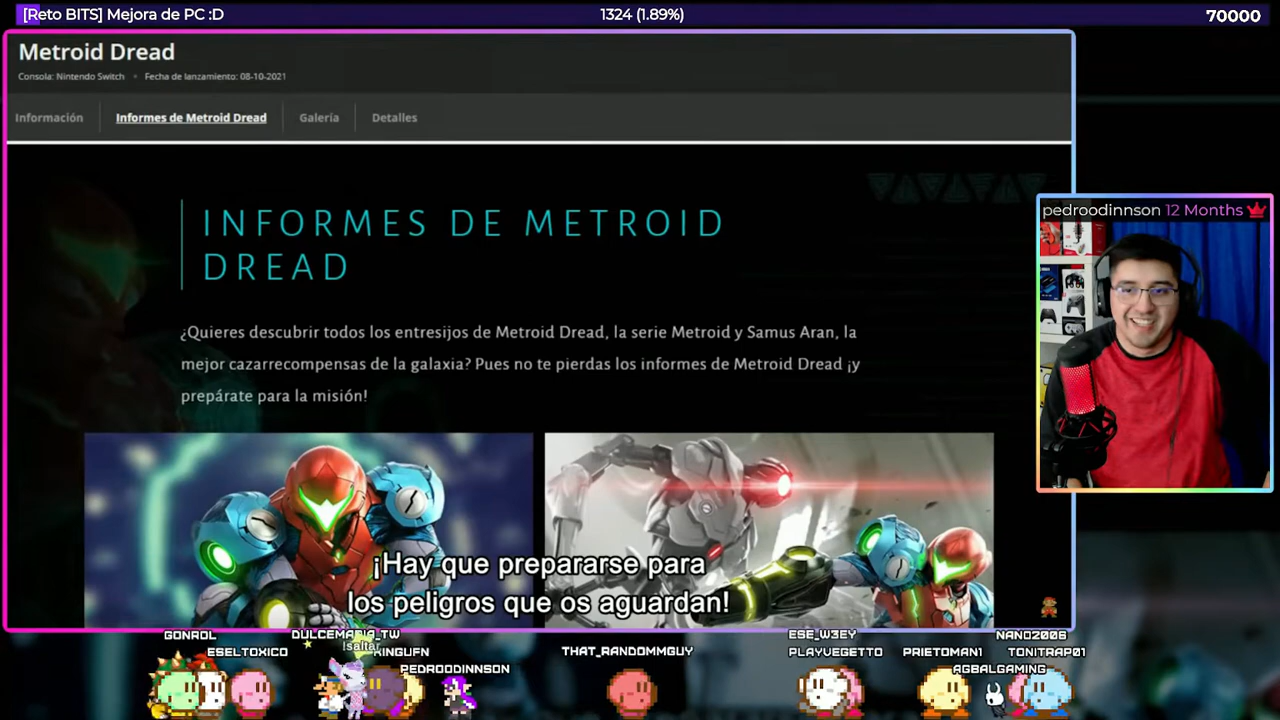 [Reto BITS] Mejora de PC :D
1324 (1.89%)
70000
Metroid Dread
Consola: Nintendo Switch • Fecha de lanzamiento: 08-10-2021
Información
Informes de Metroid Dread
Galería
Detalles
INFORMES DE METROID
DREAD
¿Quieres descubrir todos los entresijos de Metroid Dread, la serie Metroid y Samus Aran, la
mejor cazarrecompensas de la galaxia? Pues no te pierdas los informes de Metroid Dread ¡y
prepárate para la misión!
pedroodinnson 12 Months
¡Hay que prepararse para
los peligros que os aguardan!
GONROL
DULCEMARIA_TW
ESE_W3EY
NANO2006
!saltar
ESELTOXICO
KINGUFN
THAT_RANDOMMGUY
PLAYVEGETTO
PRIETOMAN1
TONITRAP01
PEDROODINNSON
AGBALGAMING